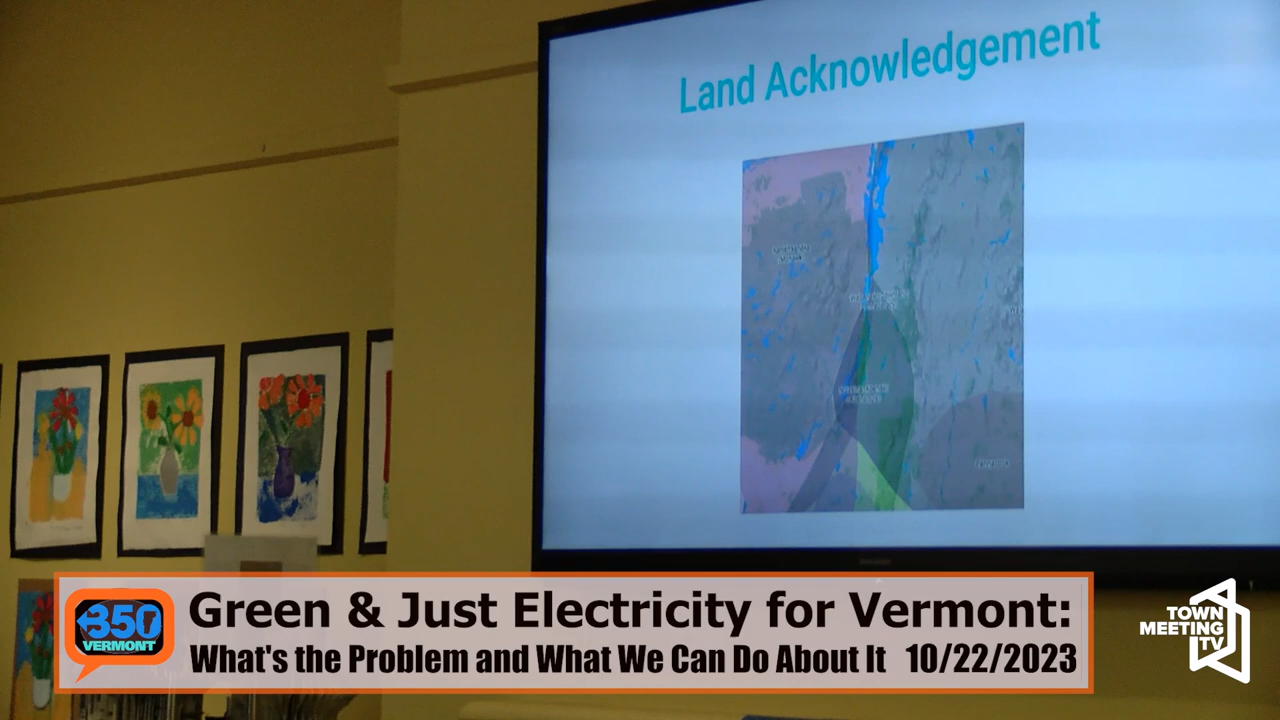 Land Acknowledgement
350
VERMONT
Green & Just Electricity for Vermont:
What's the Problem and What We Can Do About It 10/22/2023
TOWN
MEETING
TV